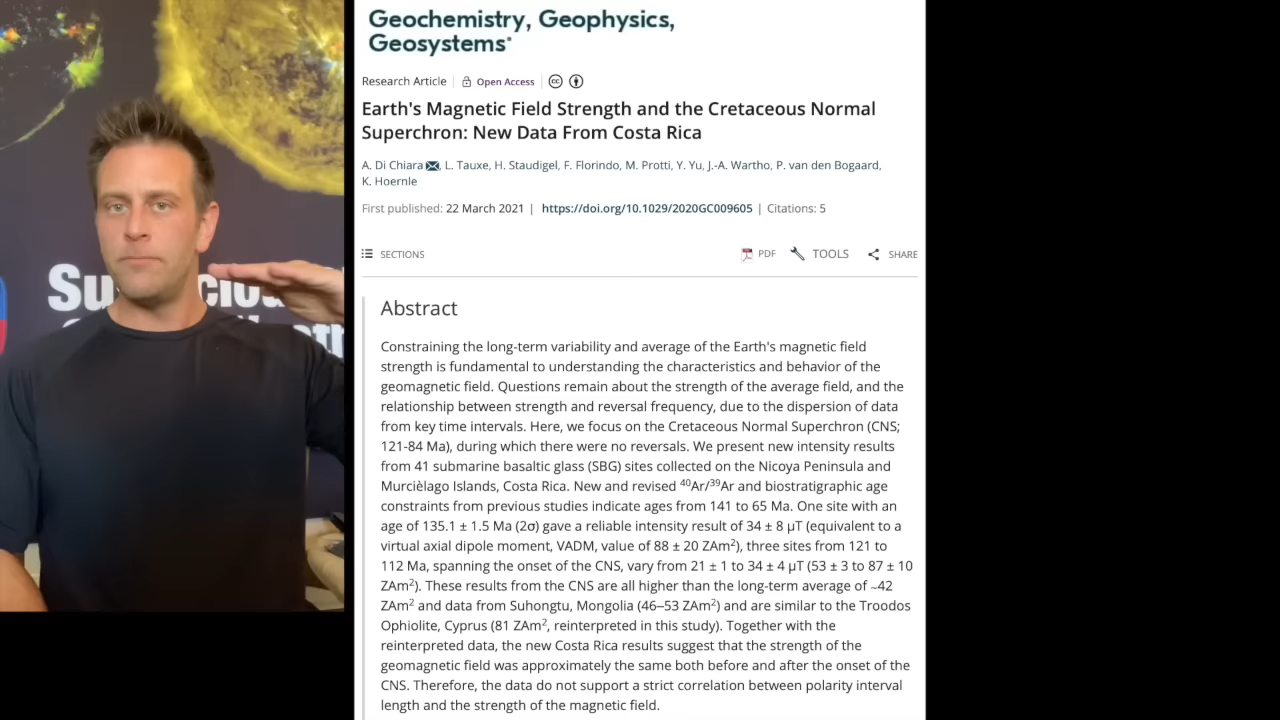 Geochemistry, Geophysics,
Geosystems
Research Article
Open Access
Earth's Magnetic Field Strength and the Cretaceous Normal
Superchron: New Data From Costa Rica
A. Di Chiara, L. Tauxe, H. Staudigel, F. Florindo, M. Protti, Y. Yu, J.-A. Wartho, P. van den Bogaard,
K. Hoernle
First published: 22 March 2021 | https://doi.org/10.1029/2020GC009605 | Citations: 5
SECTIONS
PDF
TOOLS
SHARE
Abstract
Constraining the long-term variability and average of the Earth's magnetic field
strength is fundamental to understanding the characteristics and behavior of the
geomagnetic field. Questions remain about the strength of the average field, and the
relationship between strength and reversal frequency, due to the dispersion of data
from key time intervals. Here, we focus on the Cretaceous Normal Superchron (CNS;
121-84 Ma), during which there were no reversals. We present new intensity results
from 41 submarine basaltic glass (SBG) sites collected on the Nicoya Peninsula and
Murcièlago Islands, Costa Rica. New and revised ⁴⁰Ar/³⁹Ar and biostratigraphic age
constraints from previous studies indicate ages from 141 to 65 Ma. One site with an
age of 135.1 ± 1.5 Ma (2σ) gave a reliable intensity result of 34 ± 8 μT (equivalent to a
virtual axial dipole moment, VADM, value of 88 ± 20 ZAm²), three sites from 121 to
112 Ma, spanning the onset of the CNS, vary from 21 ± 1 to 34 ± 4 μT (53 ± 3 to 87 ± 10
ZAm²). These results from the CNS are all higher than the long-term average of ~42
ZAm² and data from Suhongtu, Mongolia (46–53 ZAm²) and are similar to the Troodos
Ophiolite, Cyprus (81 ZAm², reinterpreted in this study). Together with the
reinterpreted data, the new Costa Rica results suggest that the strength of the
geomagnetic field was approximately the same both before and after the onset of the
CNS. Therefore, the data do not support a strict correlation between polarity interval
length and the strength of the magnetic field.